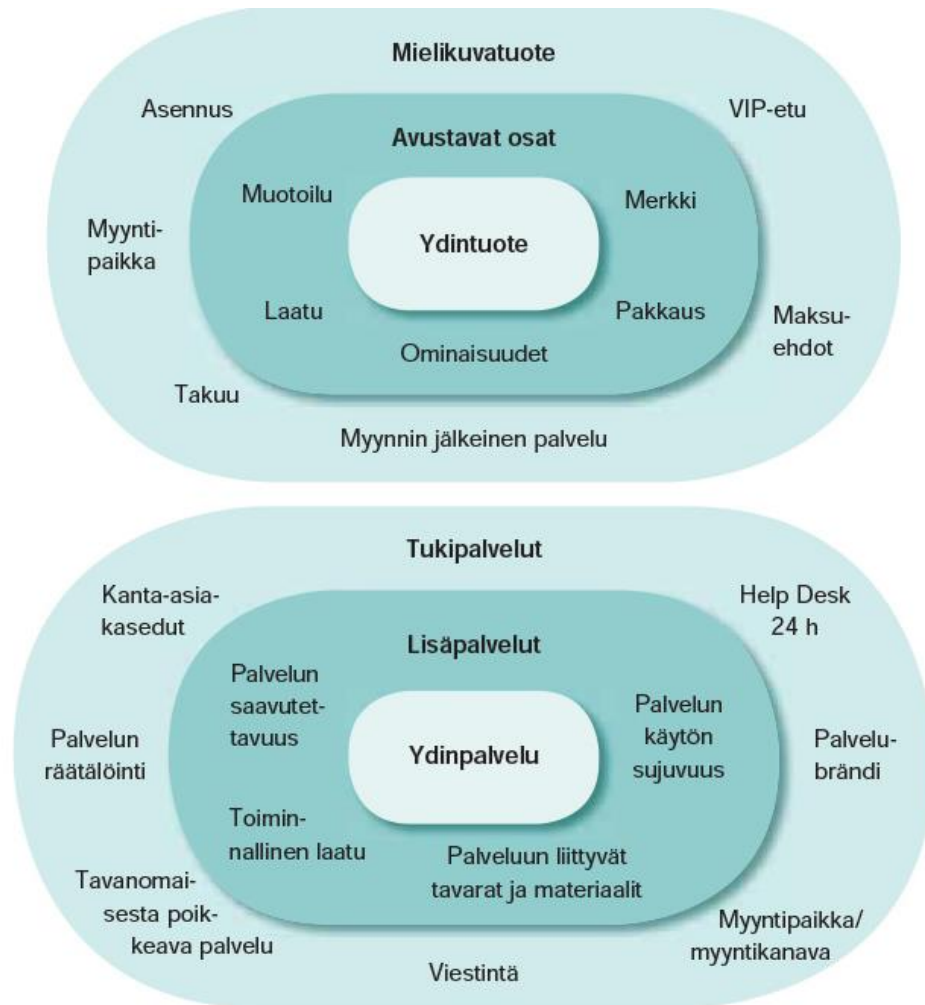 Mielikuvatuote
Asennus
VIP-etu
Avustavat osat
Muotoilu
Merkki
Myynti-
paikka
Ydintuote
Laatu
Pakkaus
Maksu-
ehdot
Ominaisuudet
Takuu
Myynnin jälkeinen palvelu
Tukipalvelut
Kanta-asia-
kasedut
Help Desk
24 h
Lisäpalvelut
Palvelun
saavutet-
tavuus
Palvelun
käytön
sujuvuus
Palvelun
räätälöinti
Ydinpalvelu
Palvelu-
brändi
Toimin-
nallinen laatu
Palveluun liittyvät
tavarat ja materiaalit
Tavanomai-
sesta poik-
keava palvelu
Myyntipaikka/
myyntikanava
Viestintä